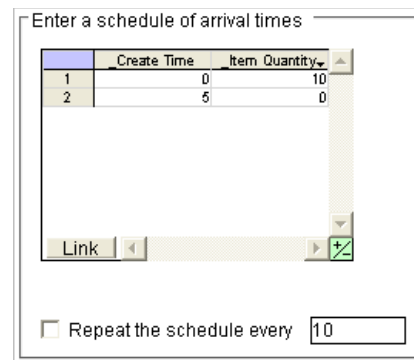 Enter a schedule of arrival times
_Create Time _Item Quantity
1 0 10
2 5 0
Link +/-
Repeat the schedule every 10